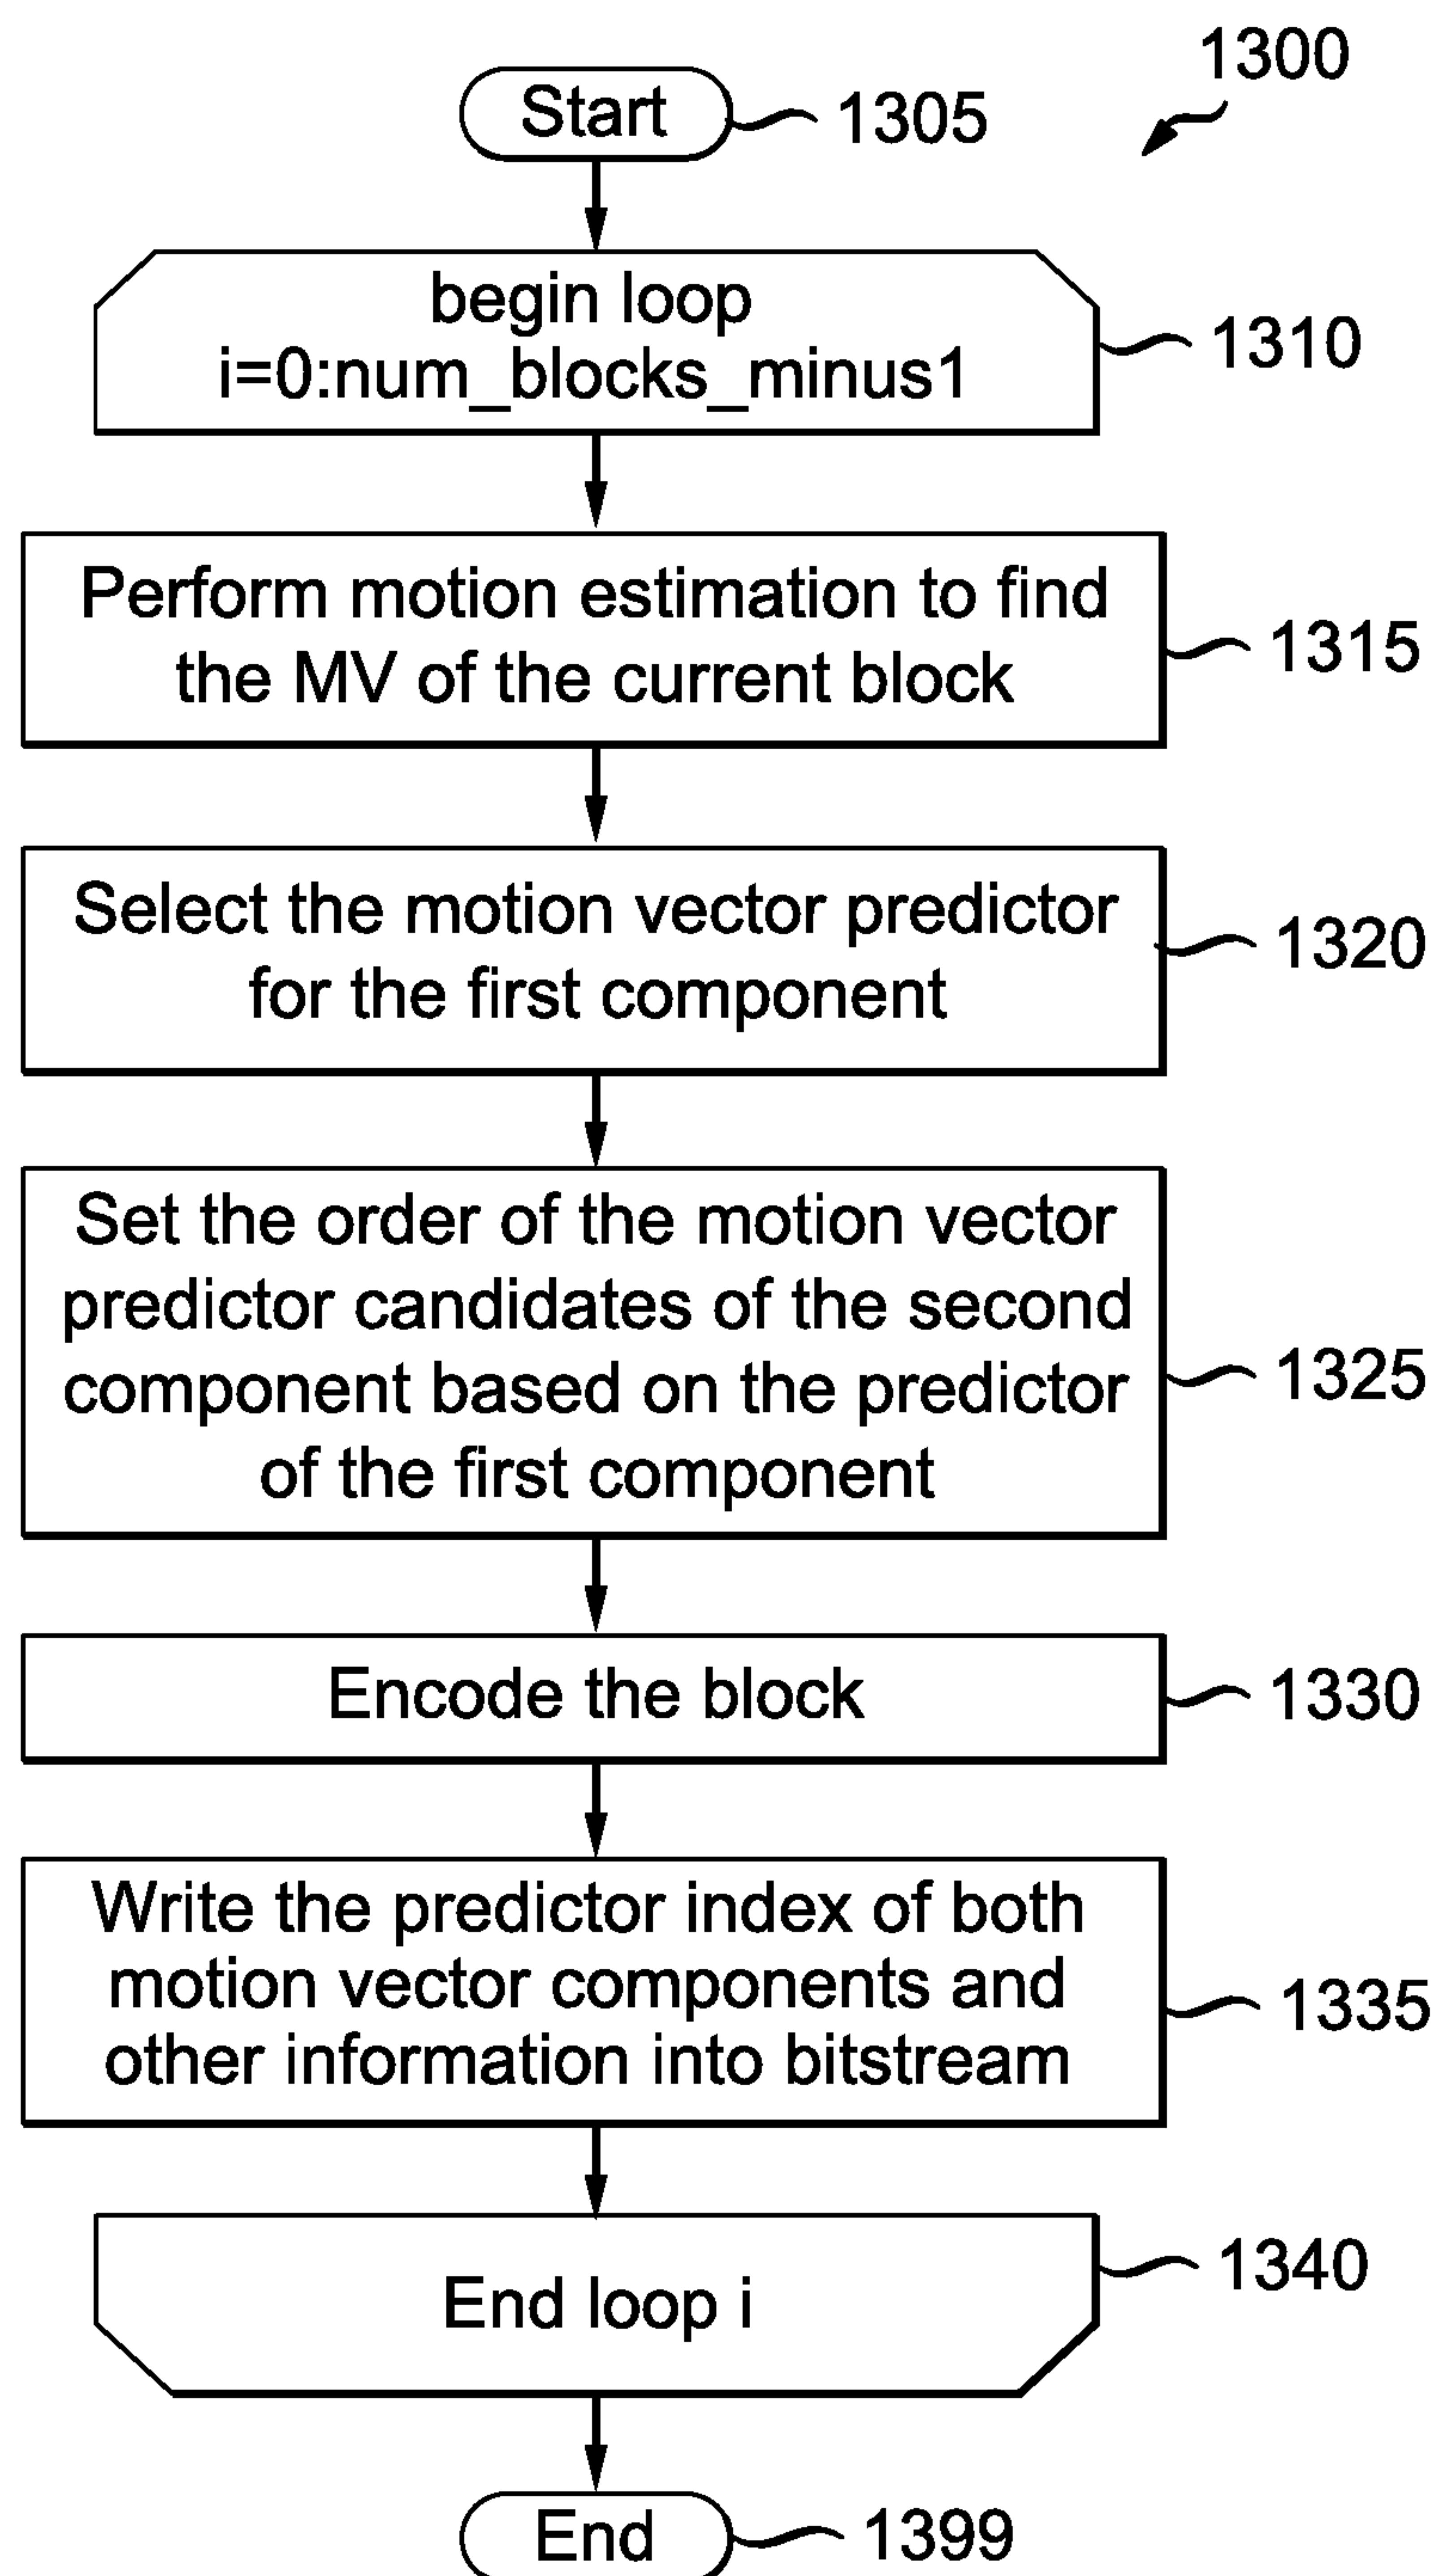 1300
Start
1305
begin loop
i=0:num_blocks_minus1
1310
Perform motion estimation to find
the MV of the current block
1315
Select the motion vector predictor
for the first component
1320
Set the order of the motion vector
predictor candidates of the second
component based on the predictor
of the first component
1325
Encode the block
1330
Write the predictor index of both
motion vector components and
other information into bitstream
1335
End loop i
1340
End
1399